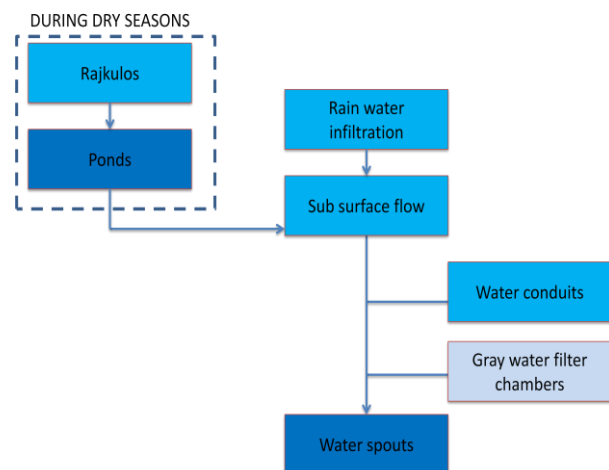 DURING DRY SEASONS
Rajkulos
Ponds
Rain water
infiltration
Sub surface flow
Water conduits
Gray water filter
chambers
Water spouts